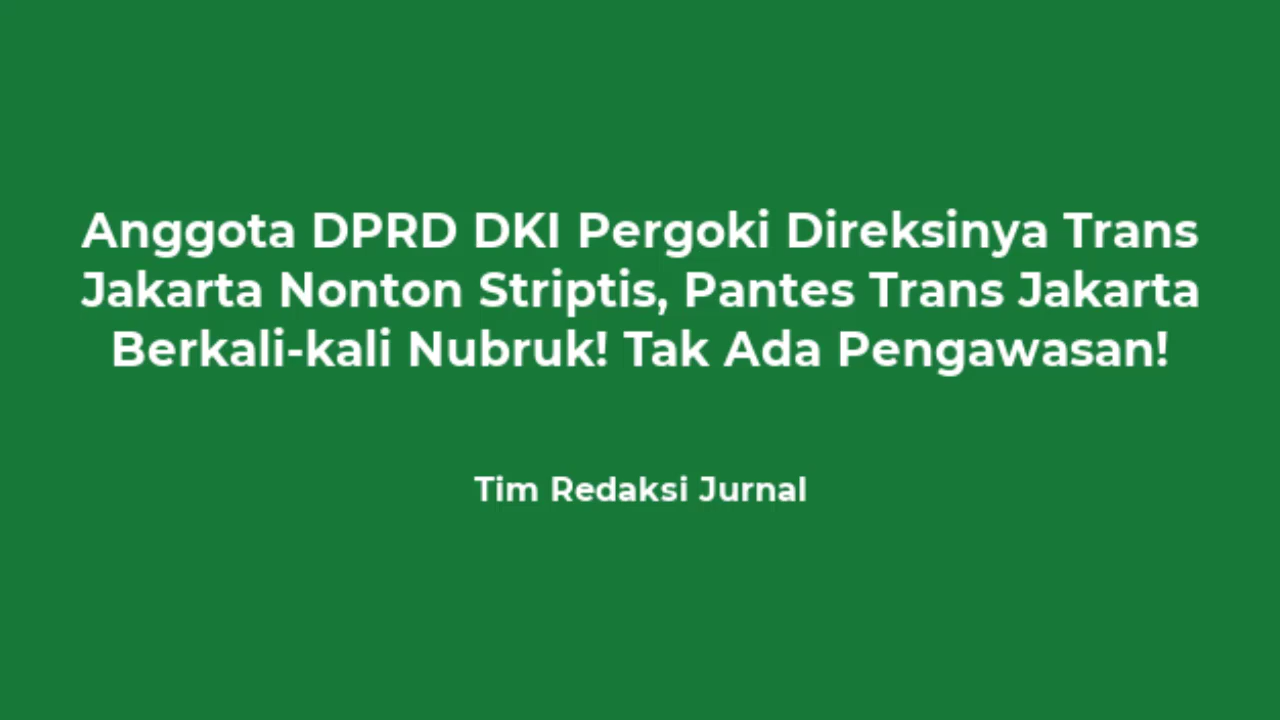 Anggota DPRD DKI Pergoki Direksinya Trans
Jakarta Nonton Striptis, Pantes Trans Jakarta
Berkali-kali Nubruk! Tak Ada Pengawasan!
Tim Redaksi Jurnal